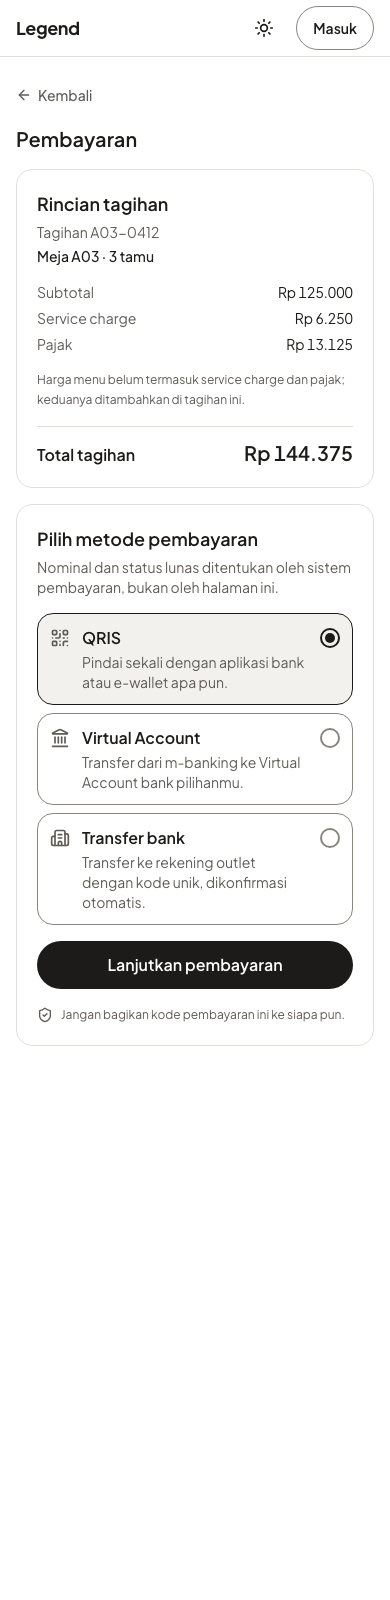 Legend
Masuk
Kembali
Pembayaran
Rincian tagihan
Tagihan A03-0412
Meja A03 · 3 tamu
Subtotal Rp 125.000
Service charge Rp 6.250
Pajak Rp 13.125
Harga menu belum termasuk service charge dan pajak;
keduanya ditambahkan di tagihan ini.
Total tagihan Rp 144.375
Pilih metode pembayaran
Nominal dan status lunas ditentukan oleh sistem
pembayaran, bukan oleh halaman ini.
QRIS
Pindai sekali dengan aplikasi bank
atau e-wallet apa pun.
Virtual Account
Transfer dari m-banking ke Virtual
Account bank pilihanmu.
Transfer bank
Transfer ke rekening outlet
dengan kode unik, dikonfirmasi
otomatis.
Lanjutkan pembayaran
Jangan bagikan kode pembayaran ini ke siapa pun.